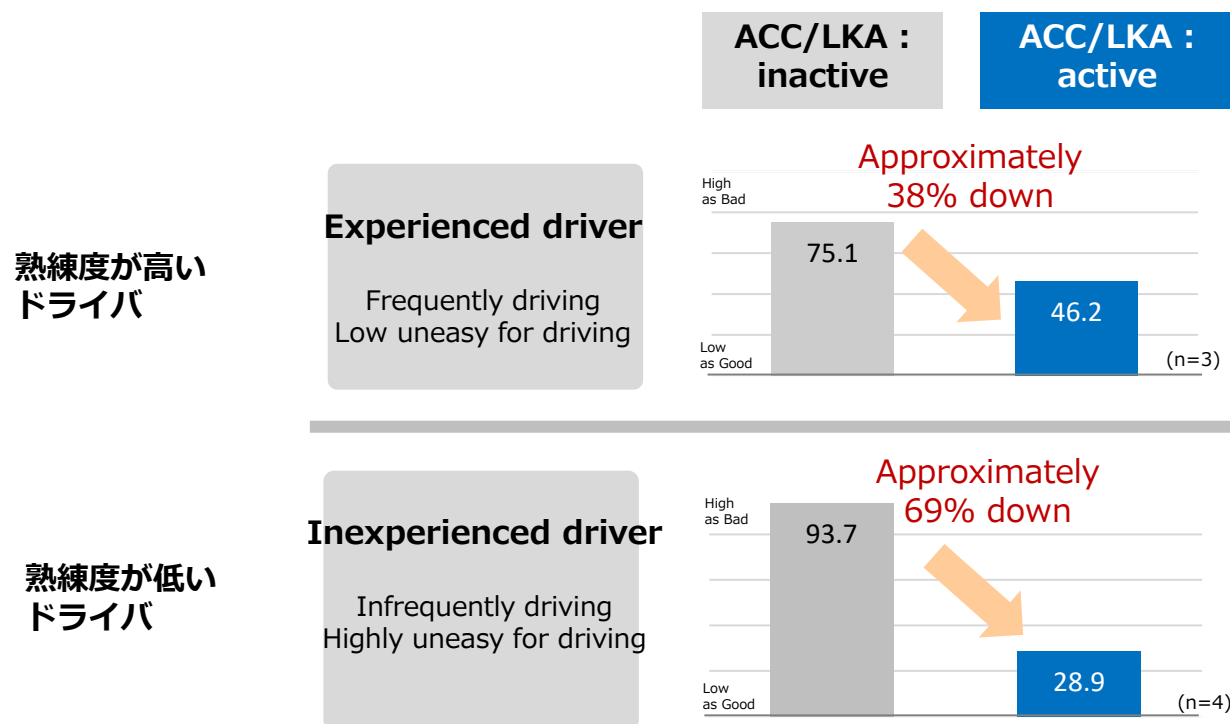 ACC/LKA :
inactive
ACC/LKA :
active
熟練度が高い
ドライバ
Experienced driver
Frequently driving
Low uneasy for driving
Approximately
38% down
High
as Bad
75.1
46.2
Low
as Good
(n=3)
熟練度が低い
ドライバ
Inexperienced driver
Infrequently driving
Highly uneasy for driving
Approximately
69% down
High
as Bad
93.7
28.9
Low
as Good
(n=4)